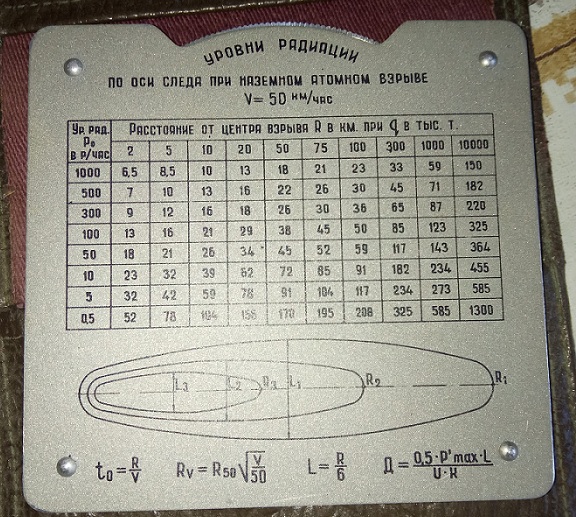 УРОВНИ РАДИАЦИИ
ПО ОСИ СЛЕДА ПРИ НАЗЕМНОМ АТОМНОМ ВЗРЫВЕ
V= 50 КМ/ЧАС
УР. РАД. Р₀ В Р/ЧАС РАССТОЯНИЕ ОТ ЦЕНТРА ВЗРЫВА R В КМ. ПРИ q В ТЫС. Т.
2 5 10 20 50 75 100 300 1000 10000
1000 6,5 8,5 10 13 18 21 23 33 59 150
500 7 10 13 16 22 26 30 45 71 182
300 9 12 16 18 26 30 36 65 87 220
100 13 16 21 29 38 45 50 85 123 325
50 18 21 26 34 45 52 59 117 143 364
10 23 32 39 62 72 85 91 182 234 455
5 32 42 59 78 91 104 117 234 273 585
0,5 52 78 104 156 170 195 208 325 585 1300
L₃ L₂ R₃ L₁ R₂ R₁
t₀ = R/V R_V = R₅₀√(V/50) L = R/6 Д = (0,5·P'max·L)/(U·K)